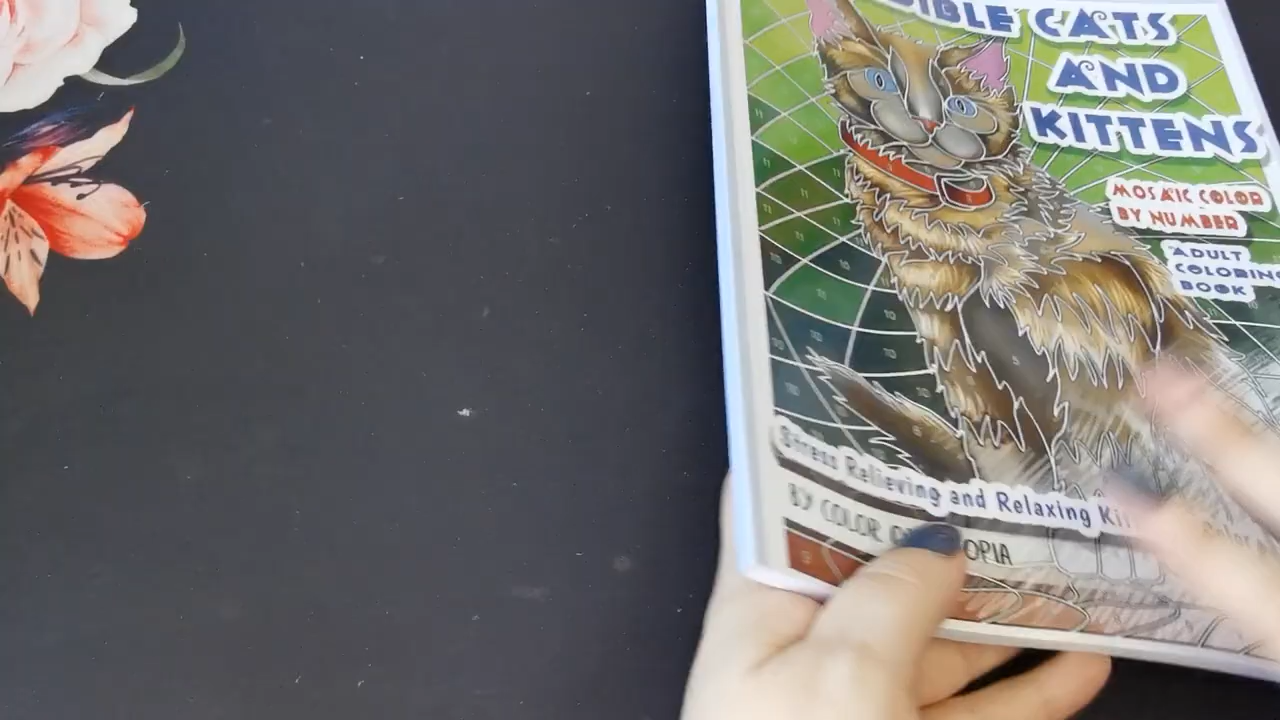 CATS
AND
KITTENS
MOSAIC COLOR
BY NUMBER
ADULT
COLORING
BOOK
Stress Relieving and Relaxing
BY COLOR